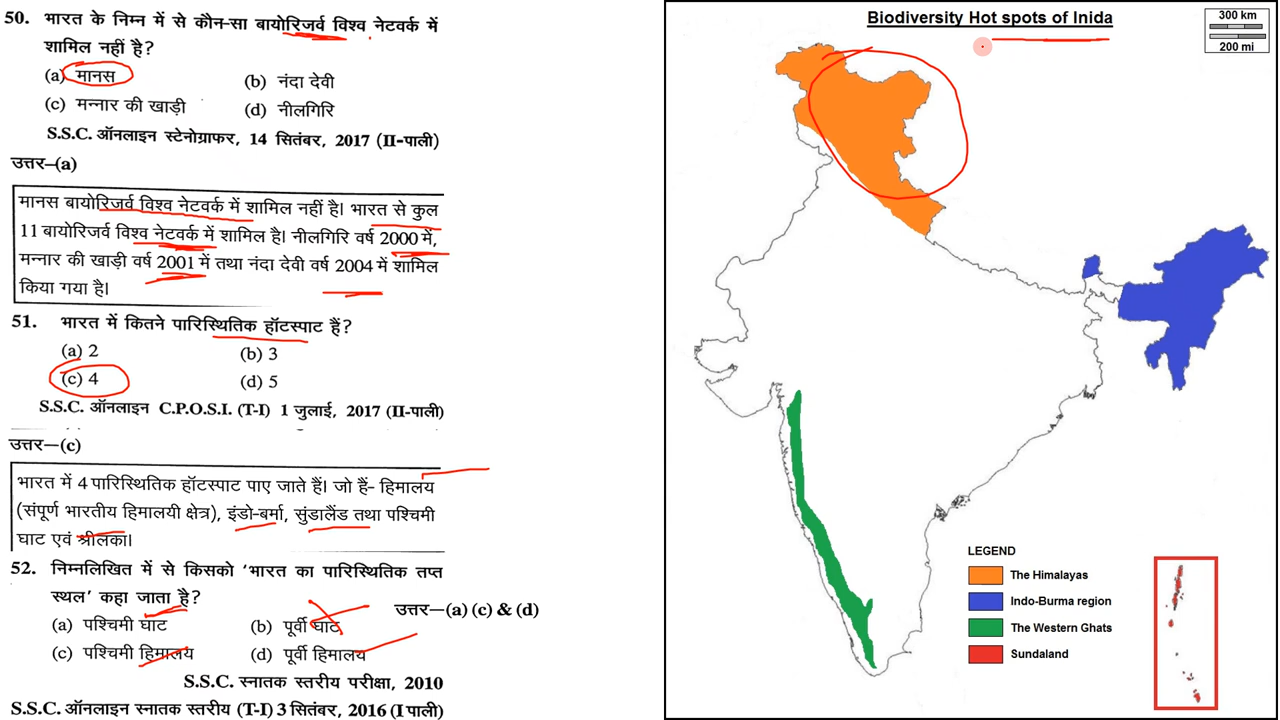 50. भारत के निम्न में से कौन-सा बायोरिजर्व विश्व नेटवर्क में
शामिल नहीं है?
(a) मानस (b) नंदा देवी
(c) मन्नार की खाड़ी (d) नीलगिरि
S.S.C. ऑनलाइन स्टेनोग्राफर, 14 सितंबर, 2017 (II-पाली)
उत्तर–(a)
मानस बायोरिजर्व विश्व नेटवर्क में शामिल नहीं है। भारत से कुल
11 बायोरिजर्व विश्व नेटवर्क में शामिल है। नीलगिरि वर्ष 2000 में,
मन्नार की खाड़ी वर्ष 2001 में तथा नंदा देवी वर्ष 2004 में शामिल
किया गया है।
51. भारत में कितने पारिस्थितिक हॉटस्पाट हैं?
(a) 2 (b) 3
(c) 4 (d) 5
S.S.C. ऑनलाइन C.P.O.S.I. (T-I) 1 जुलाई, 2017 (II-पाली)
उत्तर–(c)
भारत में 4 पारिस्थितिक हॉटस्पाट पाए जाते हैं। जो हैं- हिमालय
(संपूर्ण भारतीय हिमालयी क्षेत्र), इंडो-बर्मा, सुंडालैंड तथा पश्चिमी
घाट एवं श्रीलंका।
52. निम्नलिखित में से किसको 'भारत का पारिस्थितिक तप्त
स्थल' कहा जाता है?
उत्तर–(a) (c) & (d)
(a) पश्चिमी घाट (b) पूर्वी घाट
(c) पश्चिमी हिमालय (d) पूर्वी हिमालय
S.S.C. स्नातक स्तरीय परीक्षा, 2010
S.S.C. ऑनलाइन स्नातक स्तरीय (T-I) 3 सितंबर, 2016 (I पाली)
Biodiversity Hot spots of Inida
300 km
200 mi
LEGEND
The Himalayas
Indo-Burma region
The Western Ghats
Sundaland